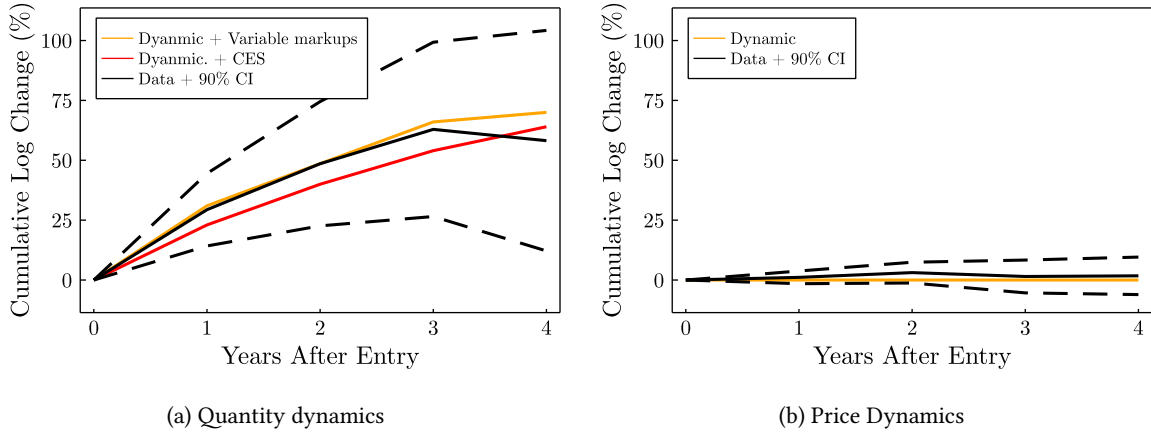 Cumulative Log Change (%)
100
75
50
25
0
Dyanmic + Variable markups
Dyanmic. + CES
Data + 90% CI
0 1 2 3 4
Years After Entry
(a) Quantity dynamics
Cumulative Log Change (%)
100
75
50
25
0
Dynamic
Data + 90% CI
0 1 2 3 4
Years After Entry
(b) Price Dynamics